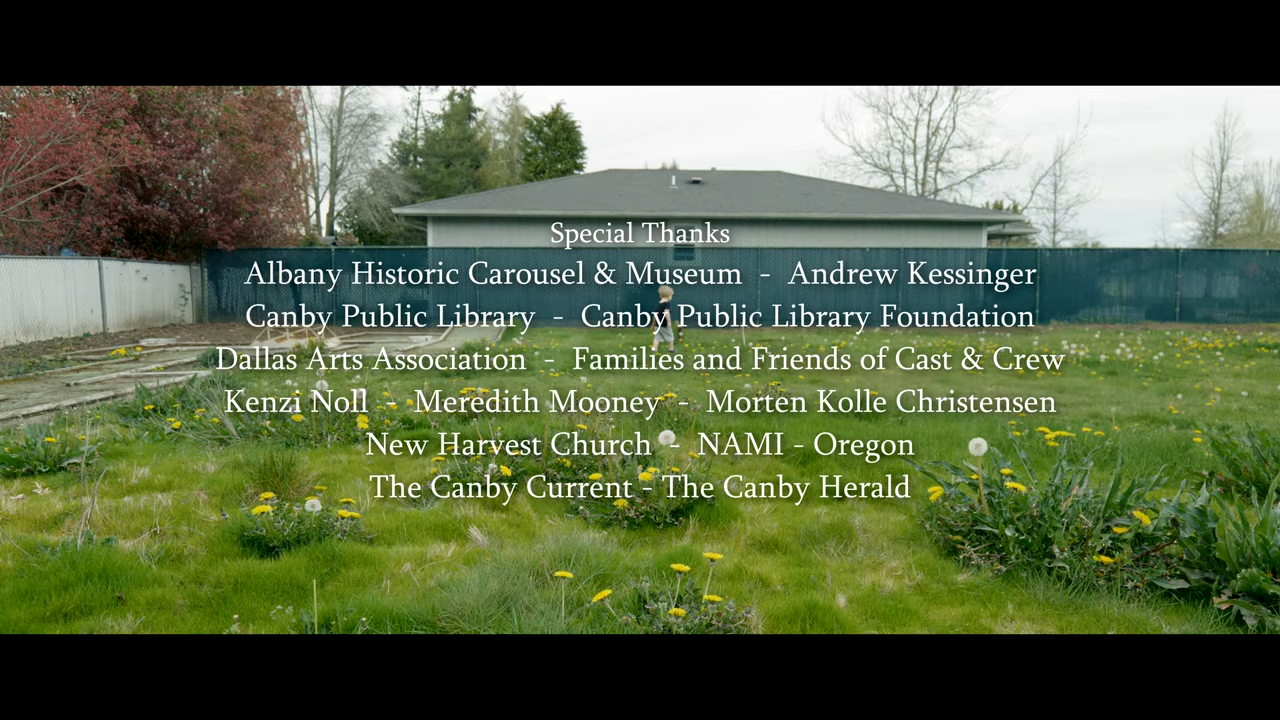 Special Thanks
Albany Historic Carousel & Museum - Andrew Kessinger
Canby Public Library - Canby Public Library Foundation
Dallas Arts Association - Families and Friends of Cast & Crew
Kenzi Noll - Meredith Mooney - Morten Kolle Christensen
New Harvest Church - NAMI - Oregon
The Canby Current - The Canby Herald